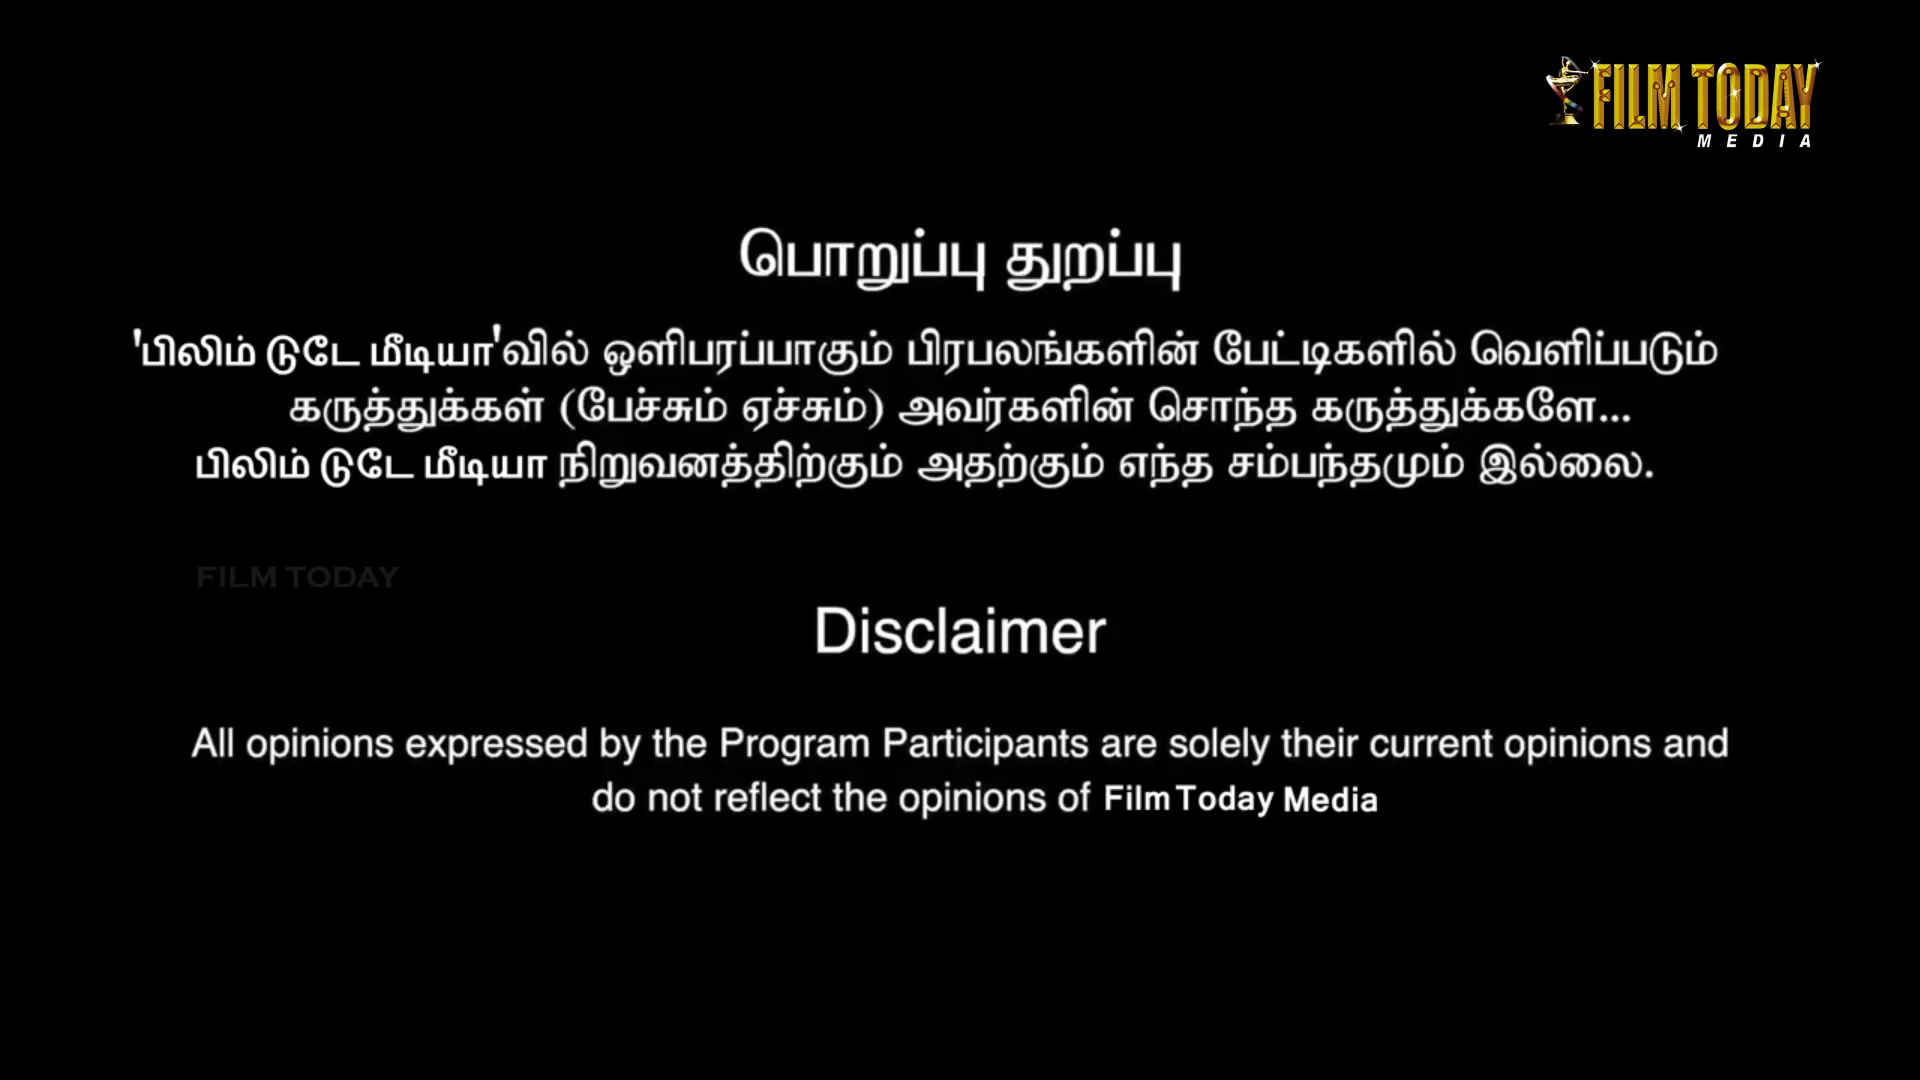 FILM TODAY
MEDIA
பொறுப்பு துறப்பு
'பிலிம் டுடே மீடியா'வில் ஒளிபரப்பாகும் பிரபலங்களின் பேட்டிகளில் வெளிப்படும்
கருத்துக்கள் (பேச்சும் ஏச்சும்) அவர்களின் சொந்த கருத்துக்களே...
பிலிம் டுடே மீடியா நிறுவனத்திற்கும் அதற்கும் எந்த சம்பந்தமும் இல்லை.
FILM TODAY
Disclaimer
All opinions expressed by the Program Participants are solely their current opinions and
do not reflect the opinions of Film Today Media